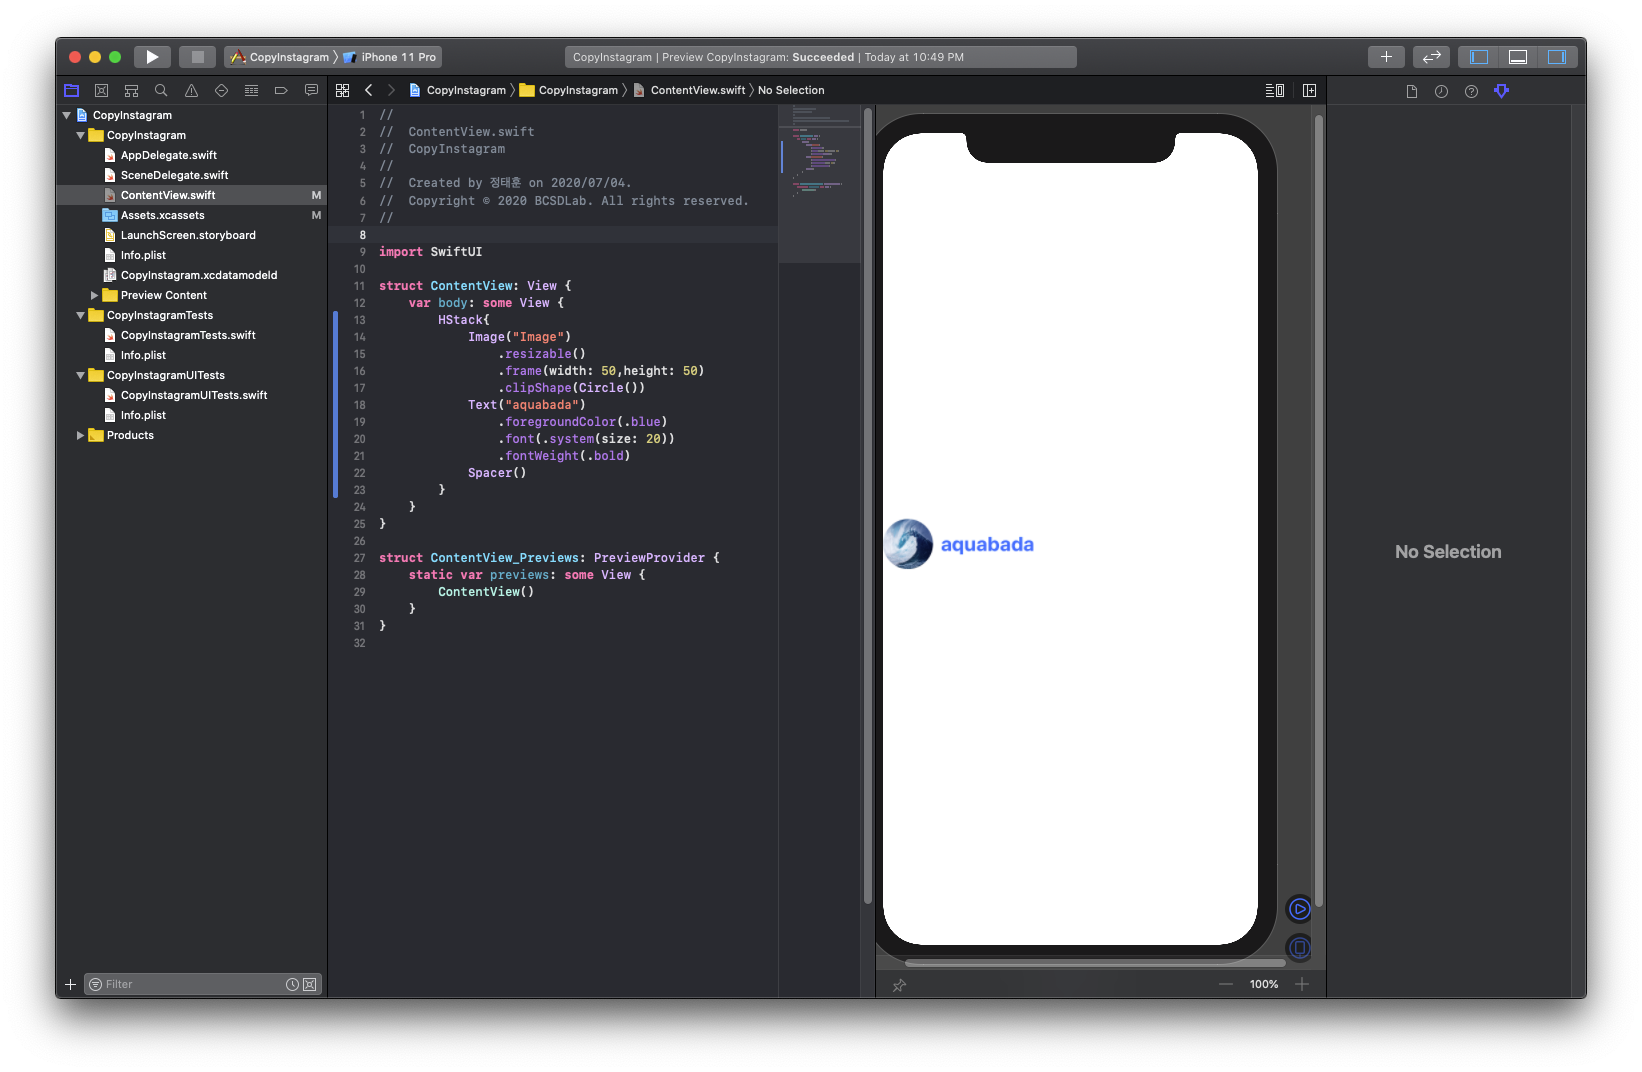 CopyInstagram 〉 iPhone 11 Pro
CopyInstagram | Preview CopyInstagram: Succeeded | Today at 10:49 PM
CopyInstagram 〉 CopyInstagram 〉 ContentView.swift 〉 No Selection
CopyInstagram
CopyInstagram
AppDelegate.swift
SceneDelegate.swift
ContentView.swift M
Assets.xcassets M
LaunchScreen.storyboard
Info.plist
CopyInstagram.xcdatamodeld
Preview Content
CopyInstagramTests
CopyInstagramTests.swift
Info.plist
CopyInstagramUITests
CopyInstagramUITests.swift
Info.plist
Products
Filter
1 //
2 //  ContentView.swift
3 //  CopyInstagram
4 //
5 //  Created by 정태훈 on 2020/07/04.
6 //  Copyright © 2020 BCSDLab. All rights reserved.
7 //
8
9 import SwiftUI
10
11 struct ContentView: View {
12     var body: some View {
13         HStack{
14             Image("Image")
15                 .resizable()
16                 .frame(width: 50,height: 50)
17                 .clipShape(Circle())
18             Text("aquabada")
19                 .foregroundColor(.blue)
20                 .font(.system(size: 20))
21                 .fontWeight(.bold)
22             Spacer()
23         }
24     }
25 }
26
27 struct ContentView_Previews: PreviewProvider {
28     static var previews: some View {
29         ContentView()
30     }
31 }
32
aquabada
100%
No Selection